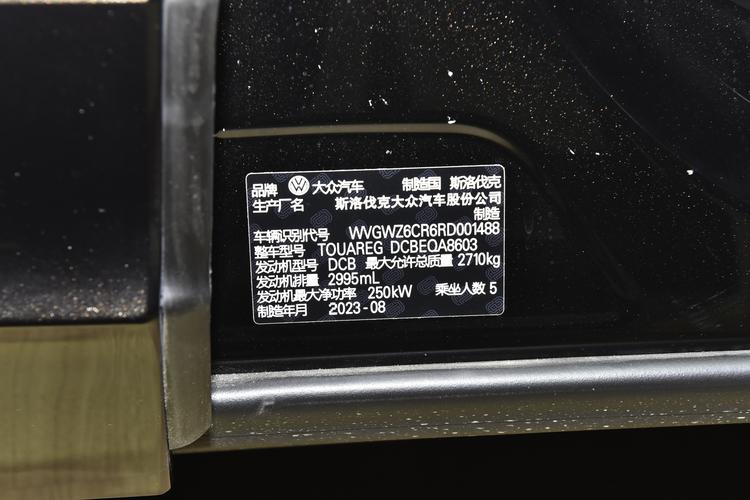 品牌 大众汽车 制造国 斯洛伐克
生产厂名 斯洛伐克大众汽车股份公司
制造
车辆识别代号 WVGWZ6CR6RD001488
整车型号 TOUAREG DCBEQA8603
发动机型号 DCB 最大允许总质量 2710kg
发动机排量 2995mL
发动机最大净功率 250kW 乘坐人数 5
制造年月 2023-08